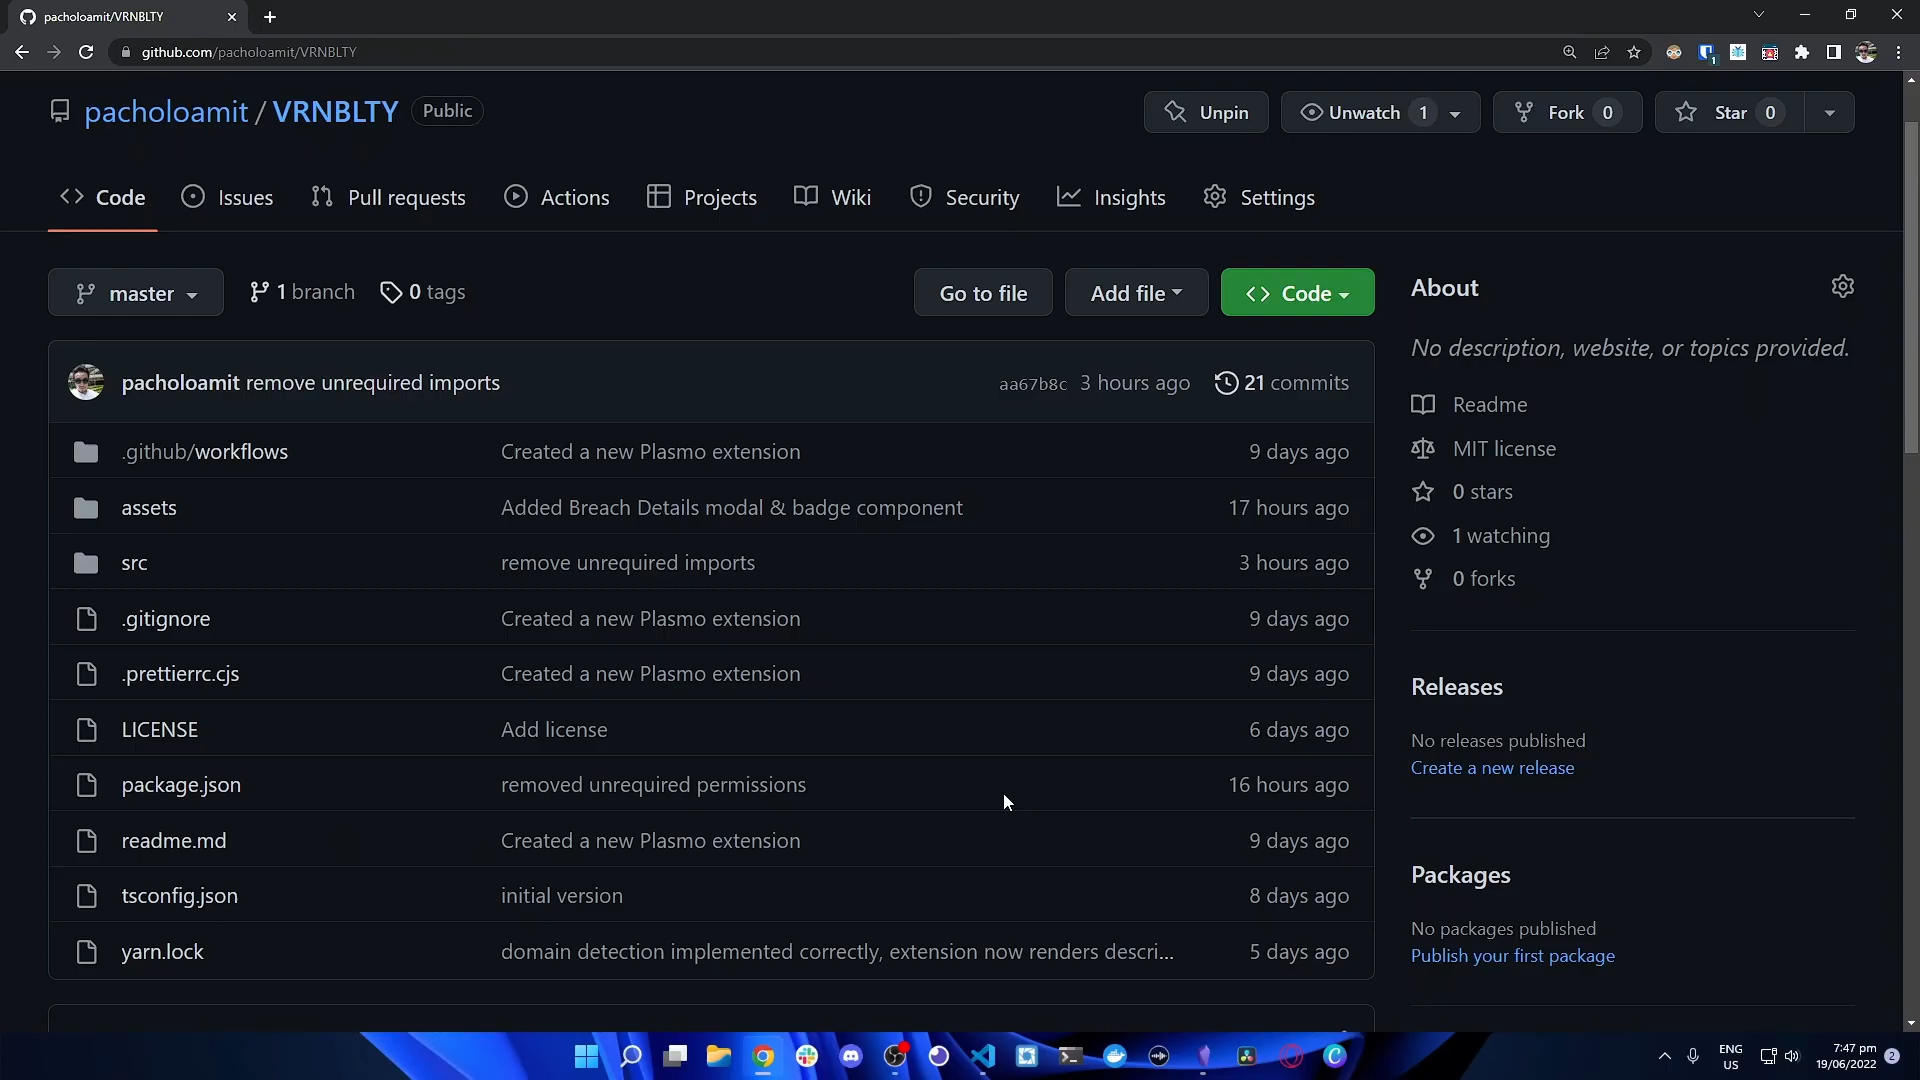 pacholoamit/VRNBLTY
github.com/pacholoamit/VRNBLTY
1
pacholoamit / VRNBLTY Public
Unpin
Unwatch 1
Fork 0
Star 0
Code
Issues
Pull requests
Actions
Projects
Wiki
Security
Insights
Settings
master
1 branch
0 tags
Go to file
Add file
Code
pacholoamit remove unrequired imports aa67b8c 3 hours ago 21 commits
.github/workflows Created a new Plasmo extension 9 days ago
assets Added Breach Details modal & badge component 17 hours ago
src remove unrequired imports 3 hours ago
.gitignore Created a new Plasmo extension 9 days ago
.prettierrc.cjs Created a new Plasmo extension 9 days ago
LICENSE Add license 6 days ago
package.json removed unrequired permissions 16 hours ago
readme.md Created a new Plasmo extension 9 days ago
tsconfig.json initial version 8 days ago
yarn.lock domain detection implemented correctly, extension now renders descri... 5 days ago
About
No description, website, or topics provided.
Readme
MIT license
0 stars
1 watching
0 forks
Releases
No releases published
Create a new release
Packages
No packages published
Publish your first package
ENG
US
7:47 pm
19/06/2022
2